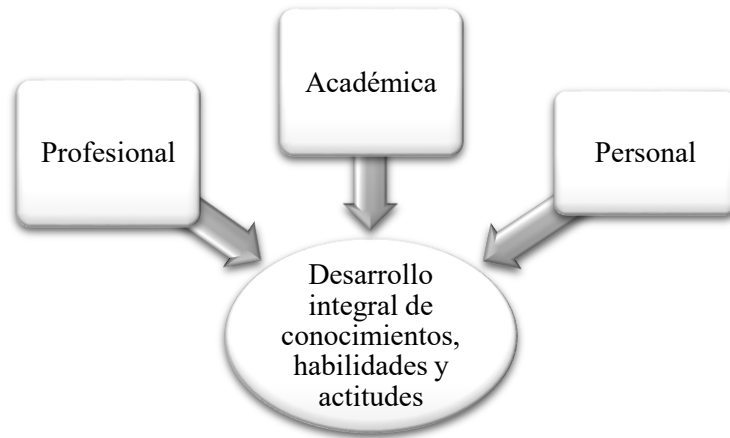 Académica
Profesional
Personal
Desarrollo
integral de
conocimientos,
habilidades y
actitudes